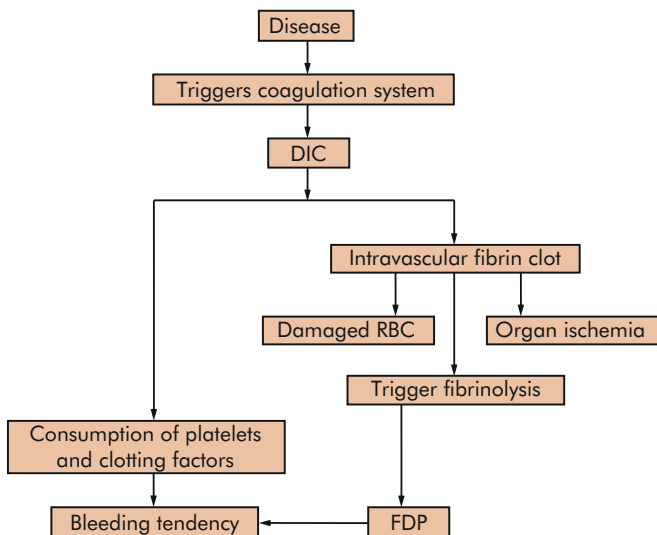 Disease
Triggers coagulation system
DIC
Intravascular fibrin clot
Damaged RBC
Organ ischemia
Trigger fibrinolysis
Consumption of platelets
and clotting factors
Bleeding tendency
FDP